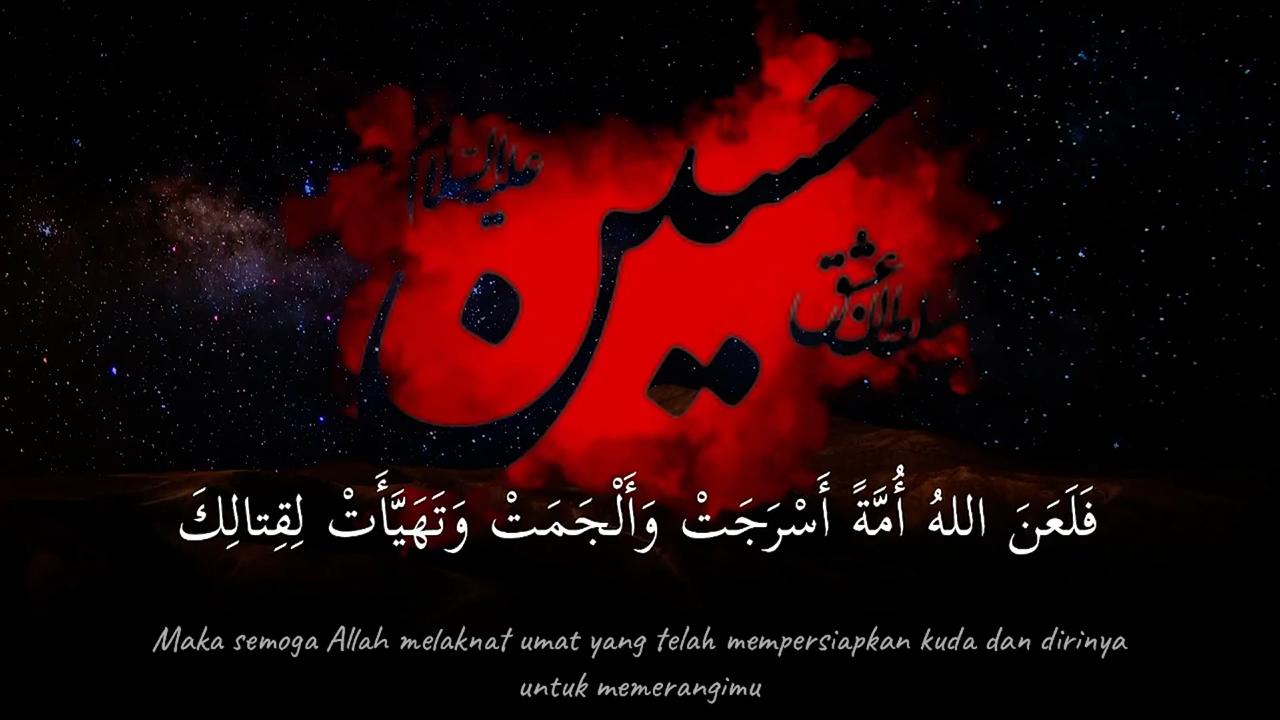 حسین
علیه السلام
سلطان عشق
فَلَعَنَ اللهُ أُمَّةً أَسْرَجَتْ وَأَلْجَمَتْ وَتَهَيَّأَتْ لِقِتالِكَ
Maka semoga Allah melaknat umat yang telah mempersiapkan kuda dan dirinya
untuk memerangimu